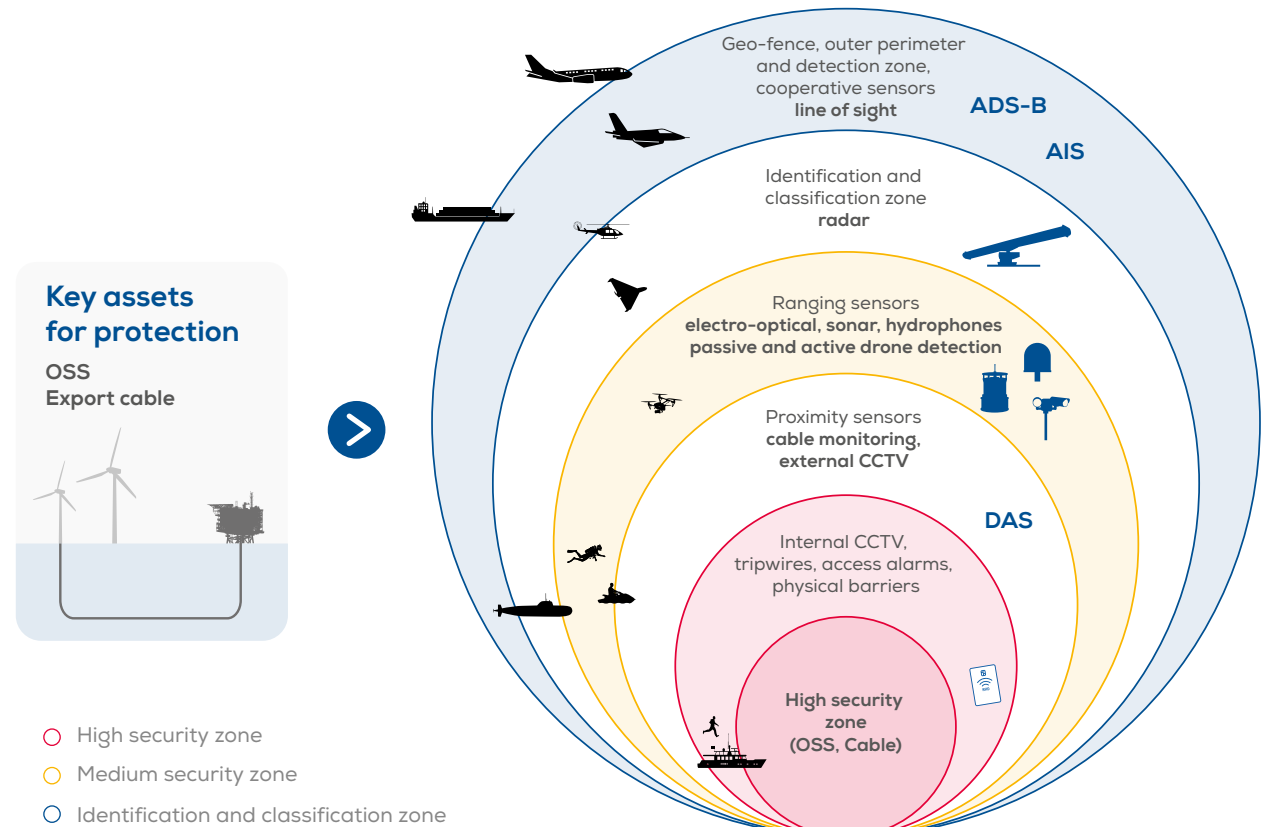 Key assets
for protection
OSS
Export cable
High security zone
Medium security zone
Identification and classification zone
Geo-fence, outer perimeter
and detection zone,
cooperative sensors
line of sight
ADS-B
AIS
Identification and
classification zone
radar
Ranging sensors
electro-optical, sonar, hydrophones
passive and active drone detection
Proximity sensors
cable monitoring,
external CCTV
DAS
Internal CCTV,
tripwires, access alarms,
physical barriers
High security
zone
(OSS, Cable)